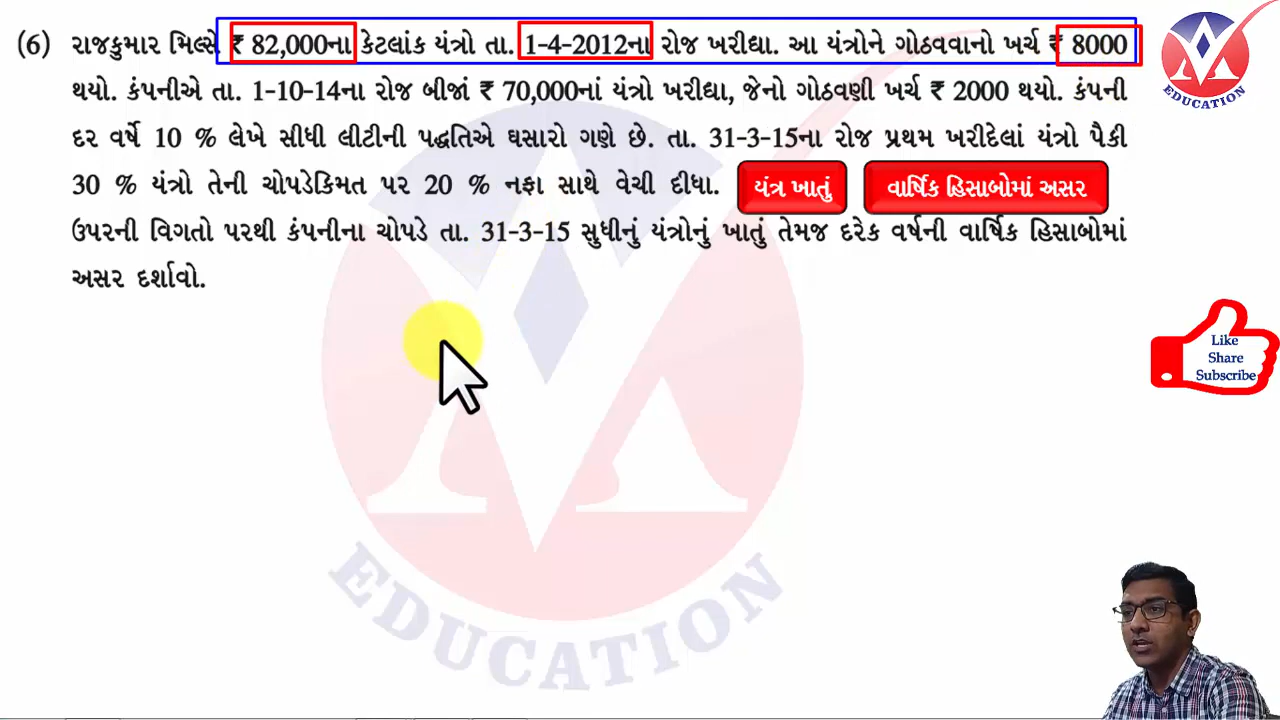 (6) રાજકુમાર મિલ્સે ₹ 82,000ના કેટલાંક યંત્રો તા. 1-4-2012ના રોજ ખરીદ્યા. આ યંત્રોને ગોઠવવાનો ખર્ચ ₹ 8000
થયો. કંપનીએ તા. 1-10-14ના રોજ બીજાં ₹ 70,000નાં યંત્રો ખરીદ્યા, જેનો ગોઠવણી ખર્ચ ₹ 2000 થયો. કંપની
દર વર્ષે 10 % લેખે સીધી લીટીની પદ્ધતિએ ઘસારો ગણે છે. તા. 31-3-15ના રોજ પ્રથમ ખરીદેલાં યંત્રો પૈકી
30 % યંત્રો તેની ચોપડેકિંમત પર 20 % નફા સાથે વેચી દીધા. યંત્ર ખાતું વાર્ષિક હિસાબોમાં અસર
ઉપરની વિગતો પરથી કંપનીના ચોપડે તા. 31-3-15 સુધીનું યંત્રોનું ખાતું તેમજ દરેક વર્ષની વાર્ષિક હિસાબોમાં
અસર દર્શાવો.
EDUCATION
Like
Share
Subscribe
EDUCATION